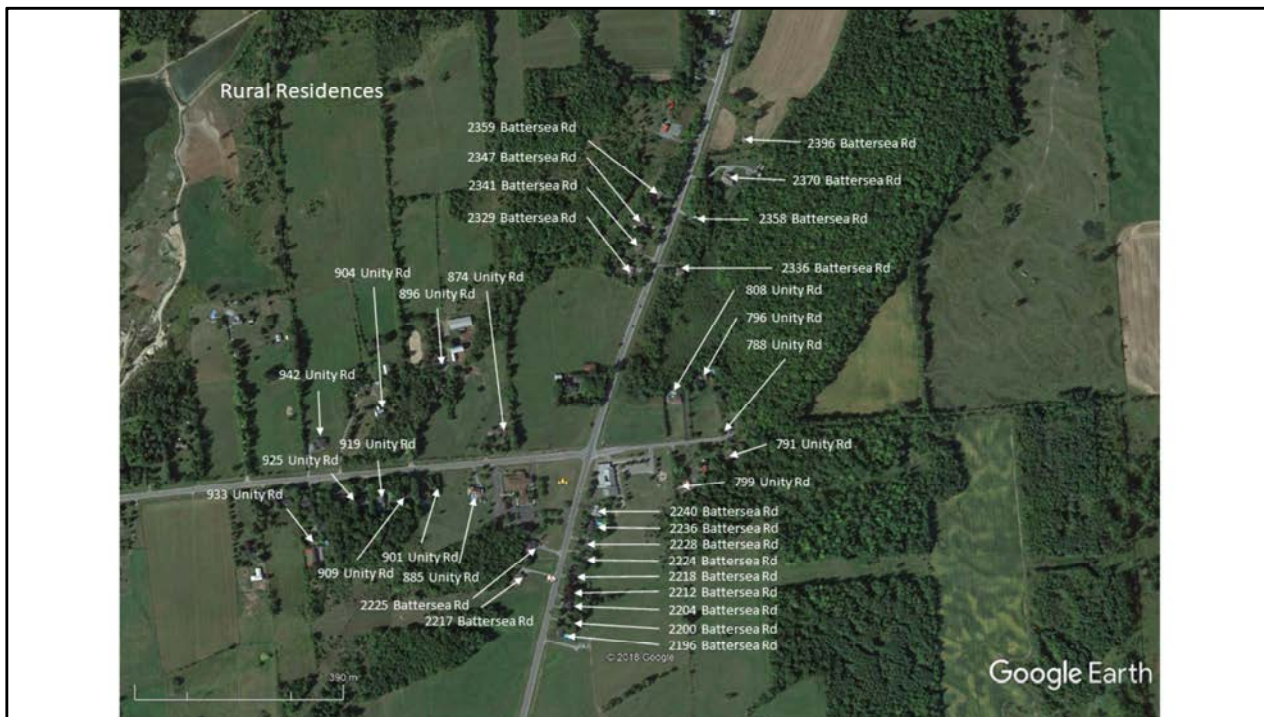 Rural Residences
2359 Battersea Rd
2347 Battersea Rd
2341 Battersea Rd
2329 Battersea Rd
2396 Battersea Rd
2370 Battersea Rd
2358 Battersea Rd
2336 Battersea Rd
904 Unity Rd
896 Unity Rd
874 Unity Rd
808 Unity Rd
796 Unity Rd
788 Unity Rd
942 Unity Rd
919 Unity Rd
925 Unity Rd
933 Unity Rd
909 Unity Rd
901 Unity Rd
885 Unity Rd
791 Unity Rd
799 Unity Rd
2240 Battersea Rd
2236 Battersea Rd
2228 Battersea Rd
2224 Battersea Rd
2218 Battersea Rd
2212 Battersea Rd
2204 Battersea Rd
2200 Battersea Rd
2196 Battersea Rd
2225 Battersea Rd
2217 Battersea Rd
© 2018 Google
Google Earth
390 m